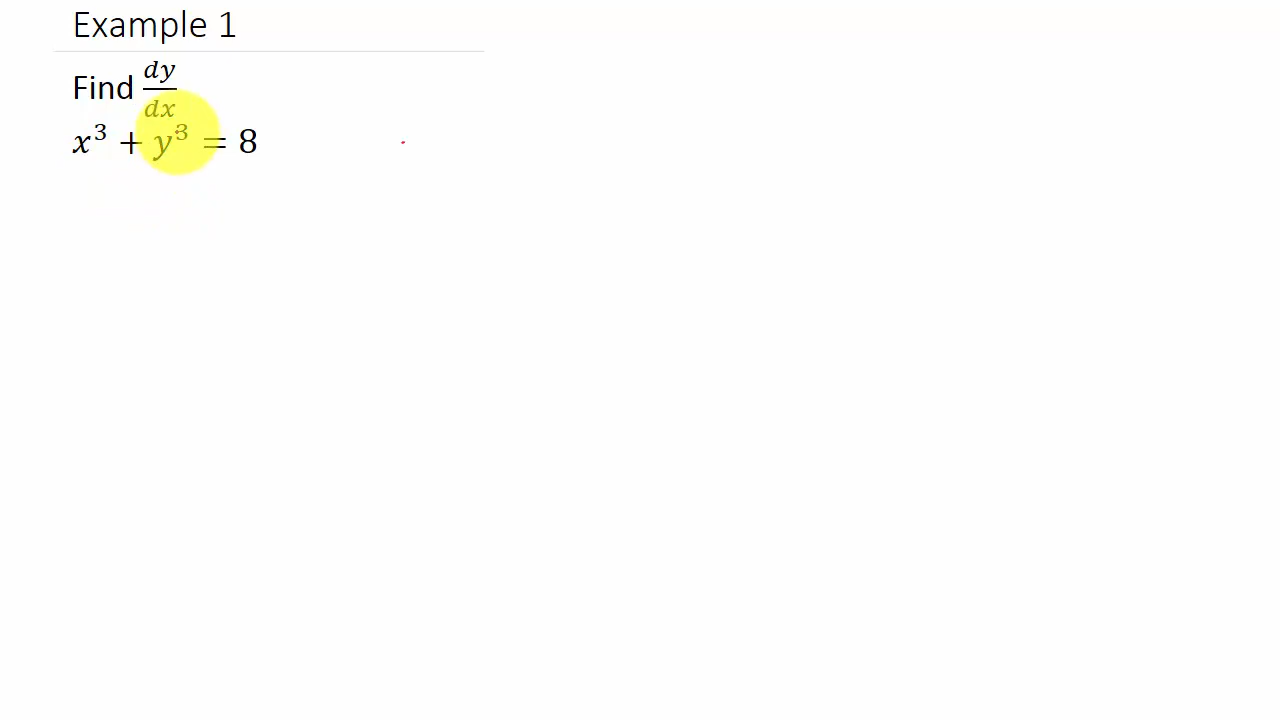 Example 1
Find dy/dx
x³ + y³ = 8